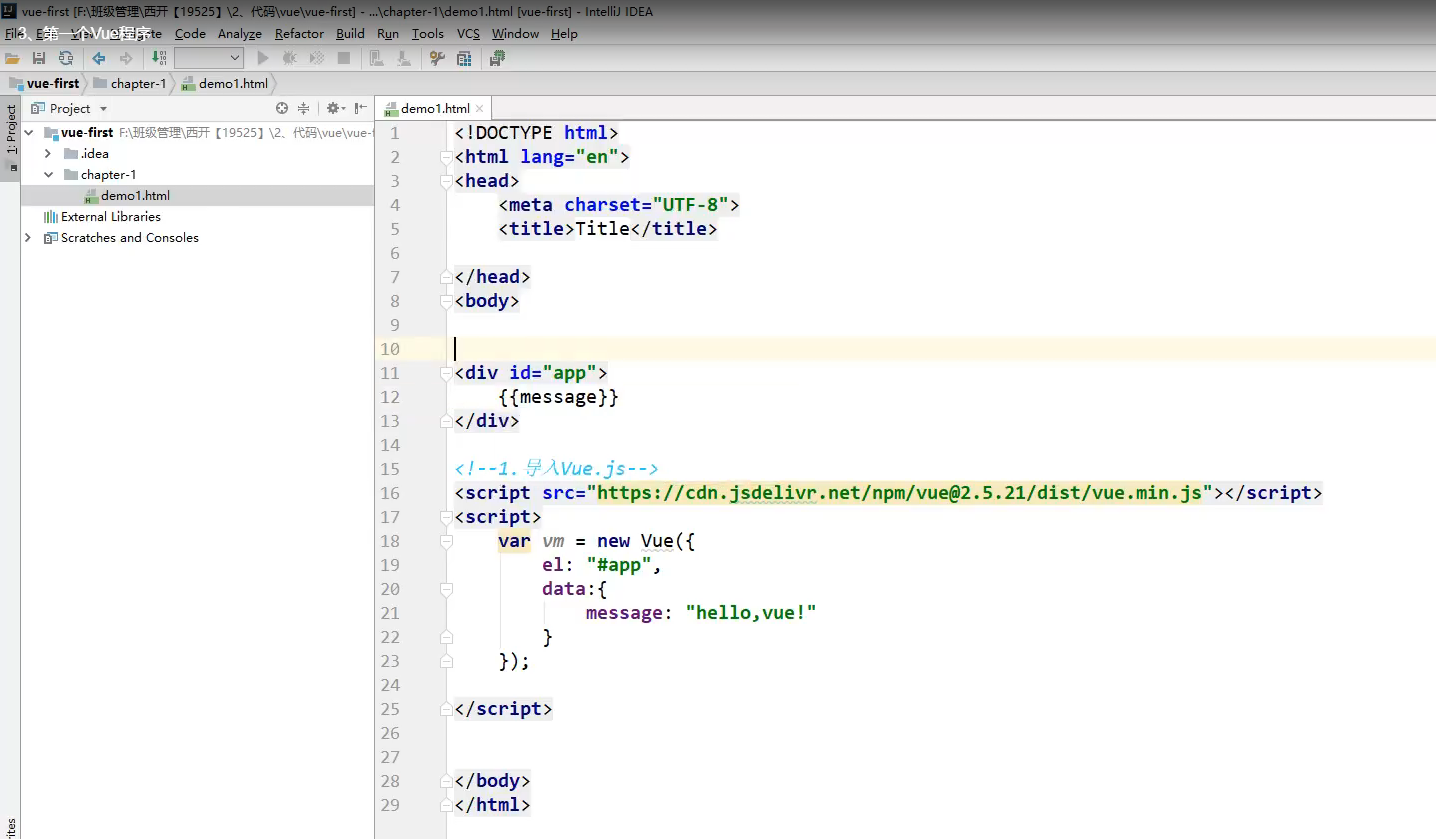 vue-first [F:\班级管理\西开【19525】\2、代码\vue\vue-first] - ...\chapter-1\demo1.html [vue-first] - IntelliJ IDEA
3、第一个Vue程序
Code Analyze Refactor Build Run Tools VCS Window Help
vue-first chapter-1 demo1.html
1: Project
Project
demo1.html
vue-first F:\班级管理\西开【19525】\2、代码\vue\vue-f
.idea
chapter-1
demo1.html
External Libraries
Scratches and Consoles
1 <!DOCTYPE html>
2 <html lang="en">
3 <head>
4     <meta charset="UTF-8">
5     <title>Title</title>
6
7 </head>
8 <body>
9
10
11 <div id="app">
12     {{message}}
13 </div>
14
15 <!--1.导入Vue.js-->
16 <script src="https://cdn.jsdelivr.net/npm/vue@2.5.21/dist/vue.min.js"></script>
17 <script>
18     var vm = new Vue({
19         el: "#app",
20         data:{
21             message: "hello,vue!"
22         }
23     });
24
25 </script>
26
27
28 </body>
29 </html>